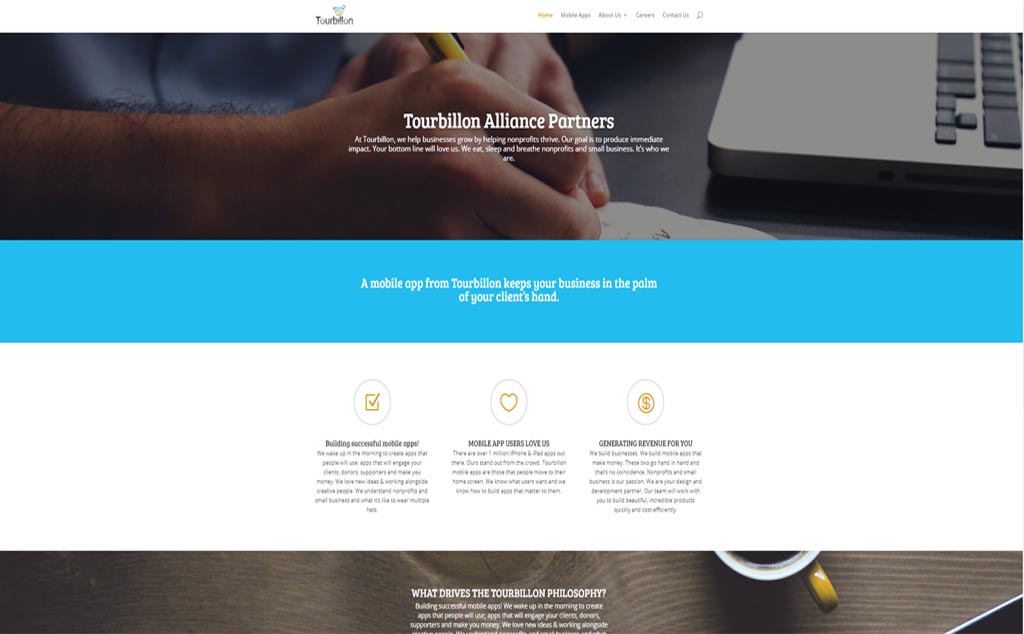 Tourbillon
Home Mobile Apps About Us Careers Contact Us
Tourbillon Alliance Partners
At Tourbillon, we help businesses grow by helping nonprofits thrive. Our goal is to produce immediate
impact. Your bottom line will love us. We eat, sleep and breathe nonprofits and small business. It's who we
are.
A mobile app from Tourbillon keeps your business in the palm
of your client's hand.
Building successful mobile apps!
We wake up in the morning to create apps that
people will use; apps that will engage your
clients, donors, supporters and make you
money. We love new ideas & working alongside
creative people. We understand nonprofits and
small business and what it's like to wear multiple
hats.
MOBILE APP USERS LOVE US
There are over 1 million iPhone & iPad apps out
there. Ours stand out from the crowd. Tourbillon
mobile apps are those that people move to their
home screen. We know what users want and we
know how to build apps that matter to them.
GENERATING REVENUE FOR YOU
We build businesses. We build mobile apps that
make money. These two go hand in hand and
that's no coincidence. Nonprofits and small
business is our passion. We are your design and
development partner. Our team will work with
you to build beautiful, incredible products
quickly and cost-efficiently.
WHAT DRIVES THE TOURBILLON PHILOSOPHY?
Building successful mobile apps! We wake up in the morning to create
apps that people will use; apps that will engage your clients, donors,
supporters and make you money. We love new ideas & working alongside
creative people. We understand nonprofits and small business and what